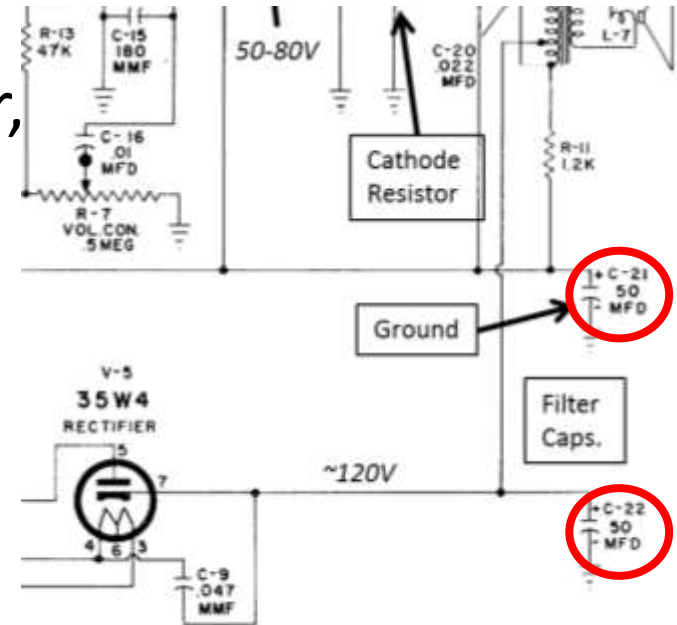 R-13
47K
C-15
180
MMF
50-80V
C-20
.022
MFD
L-7
r,
C-16
.01
MFD
Cathode
Resistor
R-11
1.2K
R-7
VOL. CON.
.5 MEG
+ C-21
50
- MFD
Ground
V-5
35W4
RECTIFIER
Filter
Caps.
5
7
~120V
4 6 3
+ C-22
50
- MFD
C-9
.047
MMF